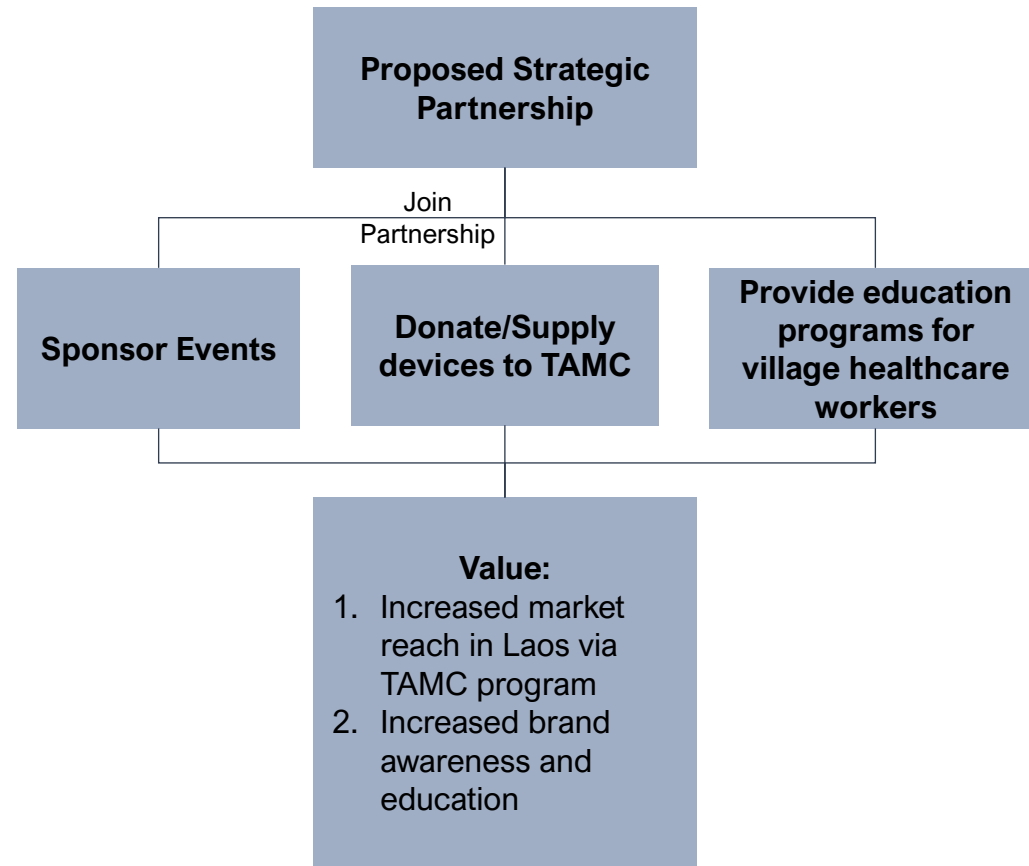 Proposed Strategic
Partnership
Join
Partnership
Sponsor Events
Donate/Supply
devices to TAMC
Provide education
programs for
village healthcare
workers
Value:
1. Increased market
reach in Laos via
TAMC program
2. Increased brand
awareness and
education